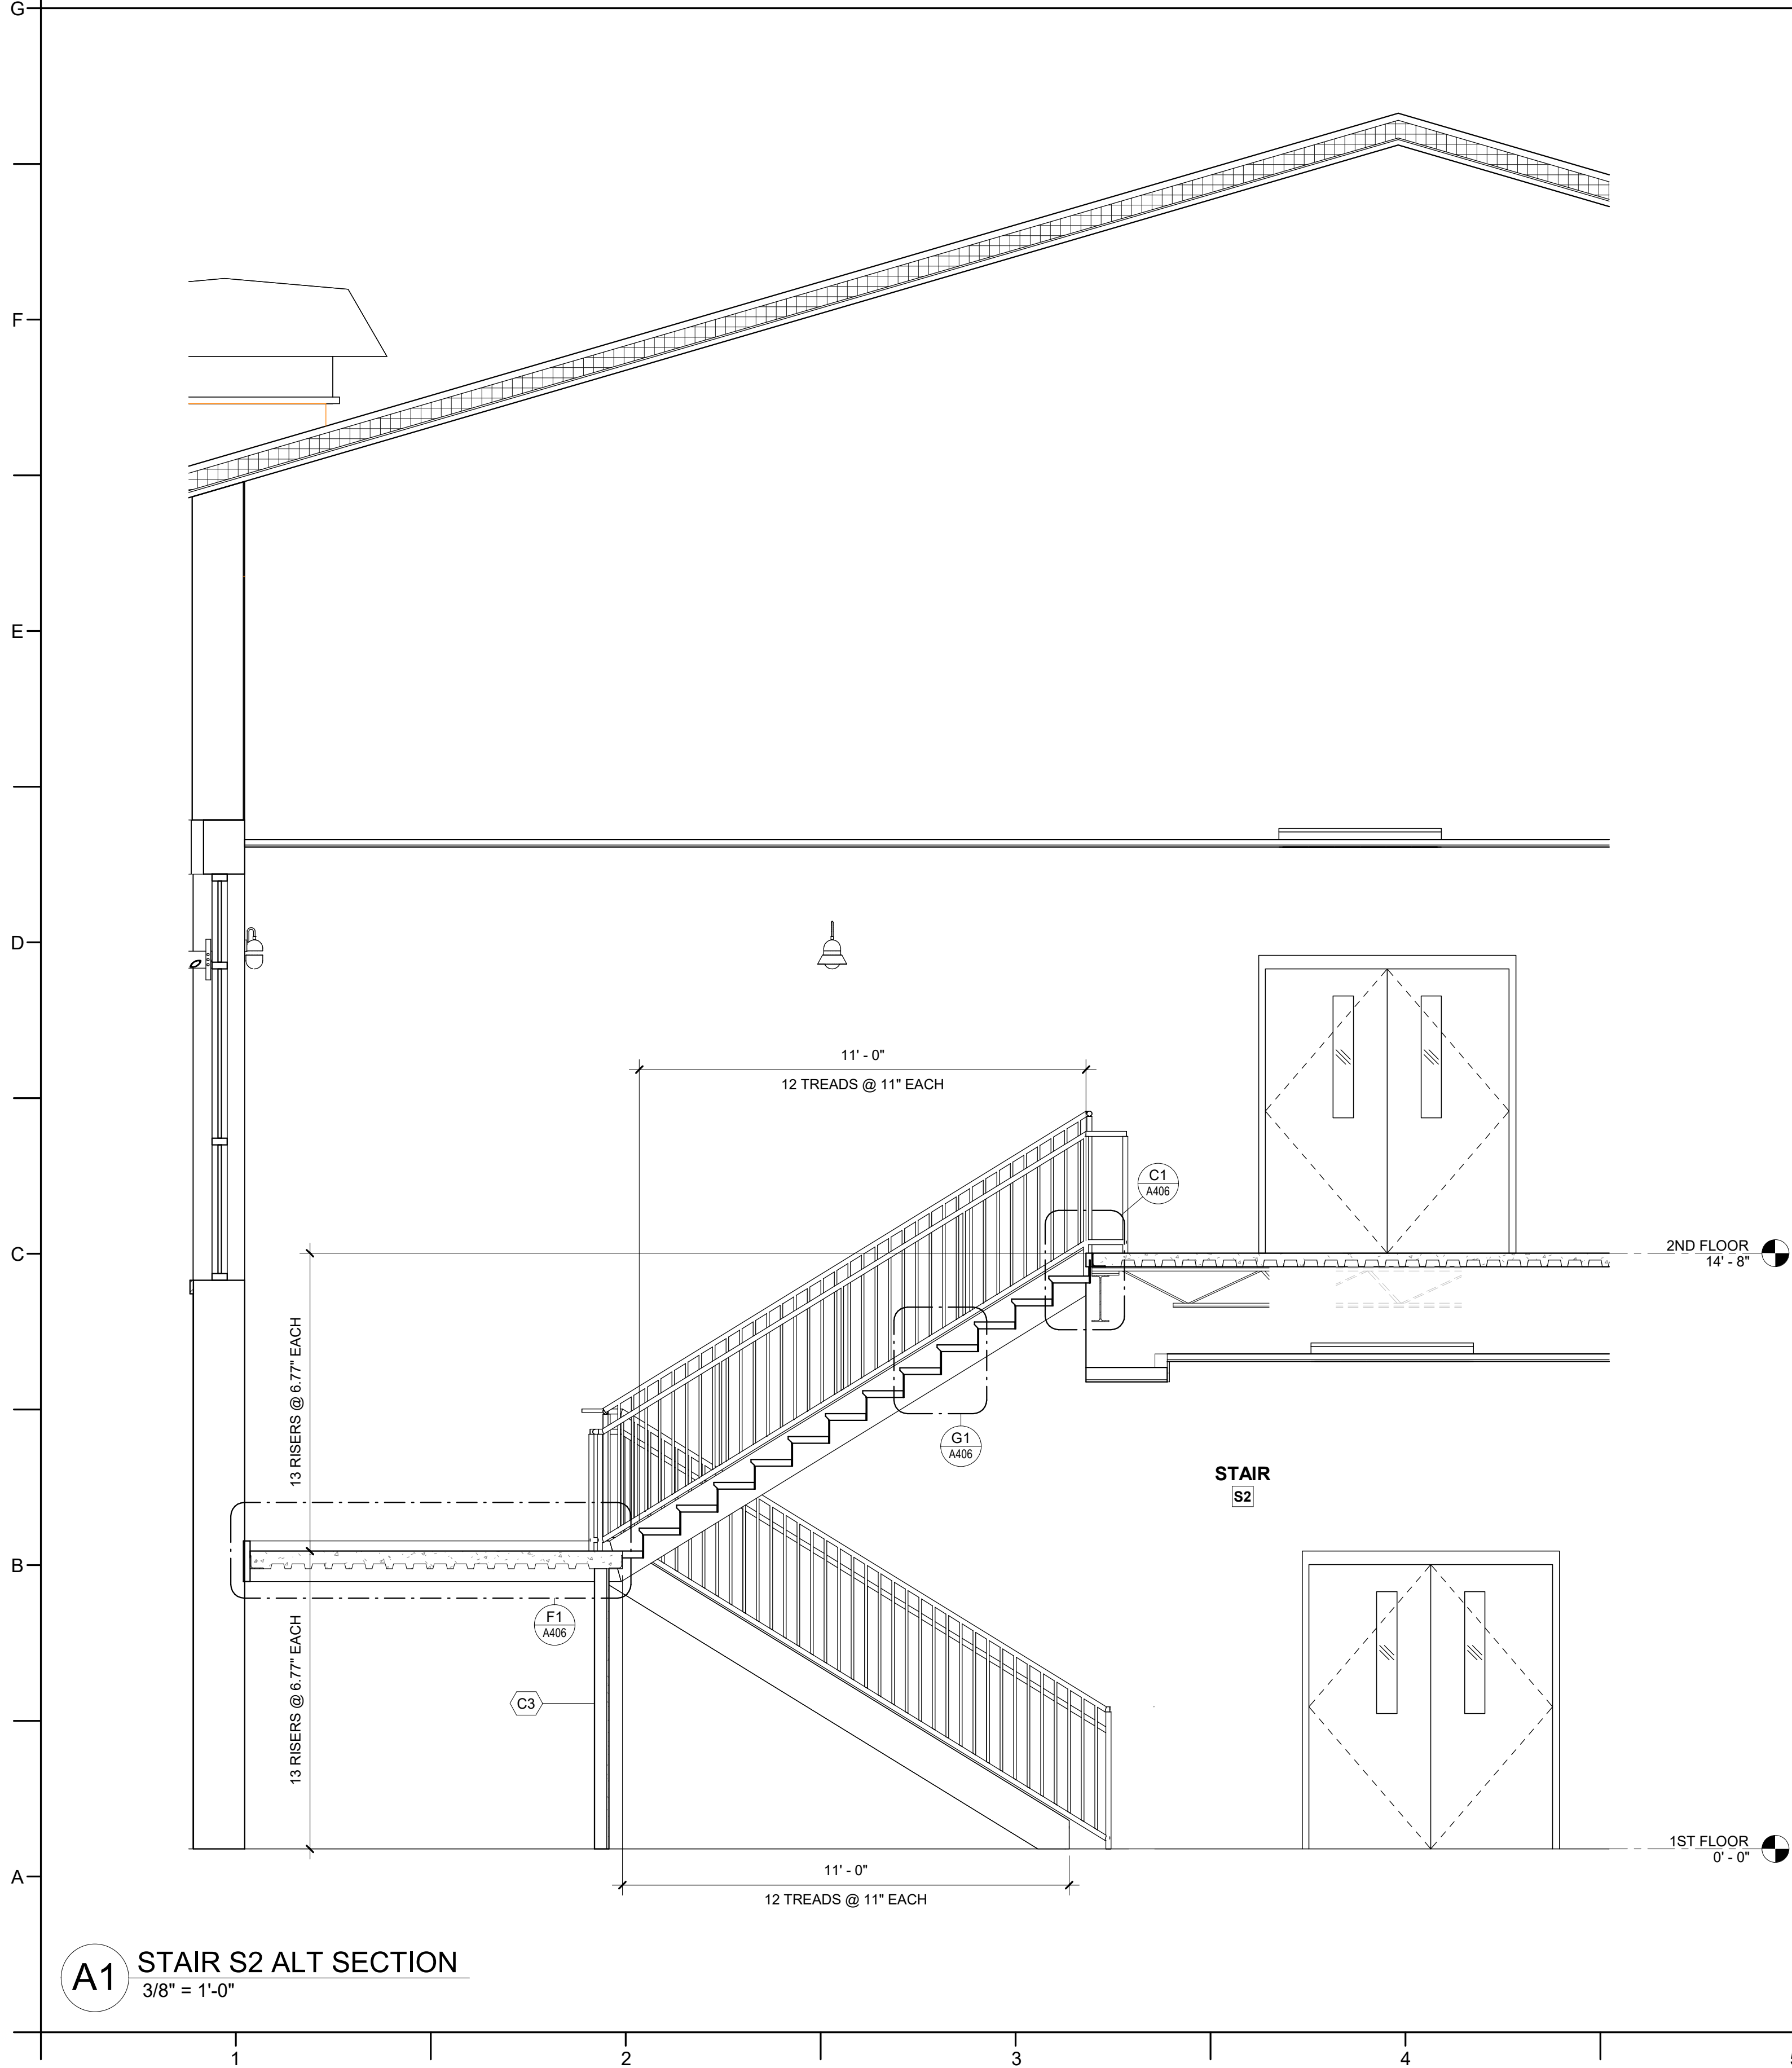 G
F
E
D
C
B
A
11' - 0"
12 TREADS @ 11" EACH
C1
A406
2ND FLOOR
14' - 8"
13 RISERS @ 6.77" EACH
G1
A406
STAIR
S2
F1
A406
13 RISERS @ 6.77" EACH
C3
1ST FLOOR
0' - 0"
11' - 0"
12 TREADS @ 11" EACH
A1
STAIR S2 ALT SECTION
3/8" = 1'-0"
1
2
3
4